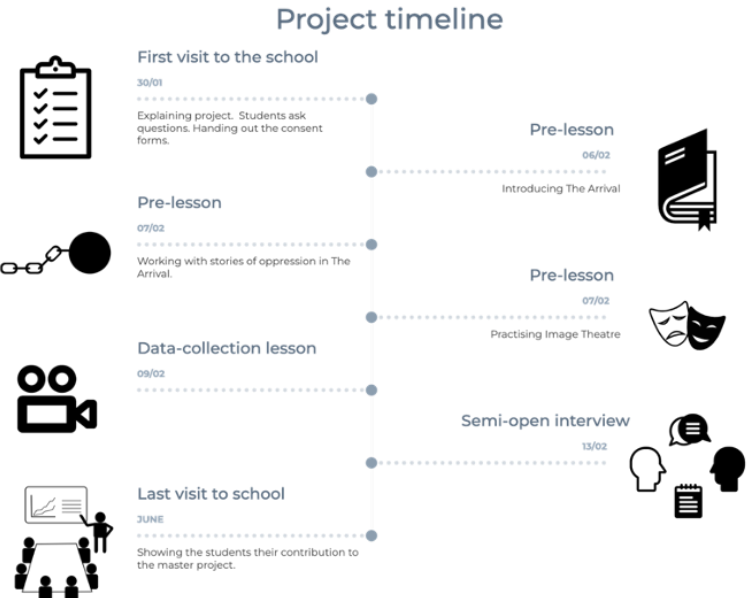 Project timeline
First visit to the school
30/01
Explaining project. Students ask
questions. Handing out the consent
forms.
Pre-lesson
06/02
Introducing The Arrival
Pre-lesson
07/02
Working with stories of oppression in The
Arrival.
Pre-lesson
07/02
Practising Image Theatre
Data-collection lesson
09/02
Semi-open interview
13/02
Last visit to school
JUNE
Showing the students their contribution to
the master project.